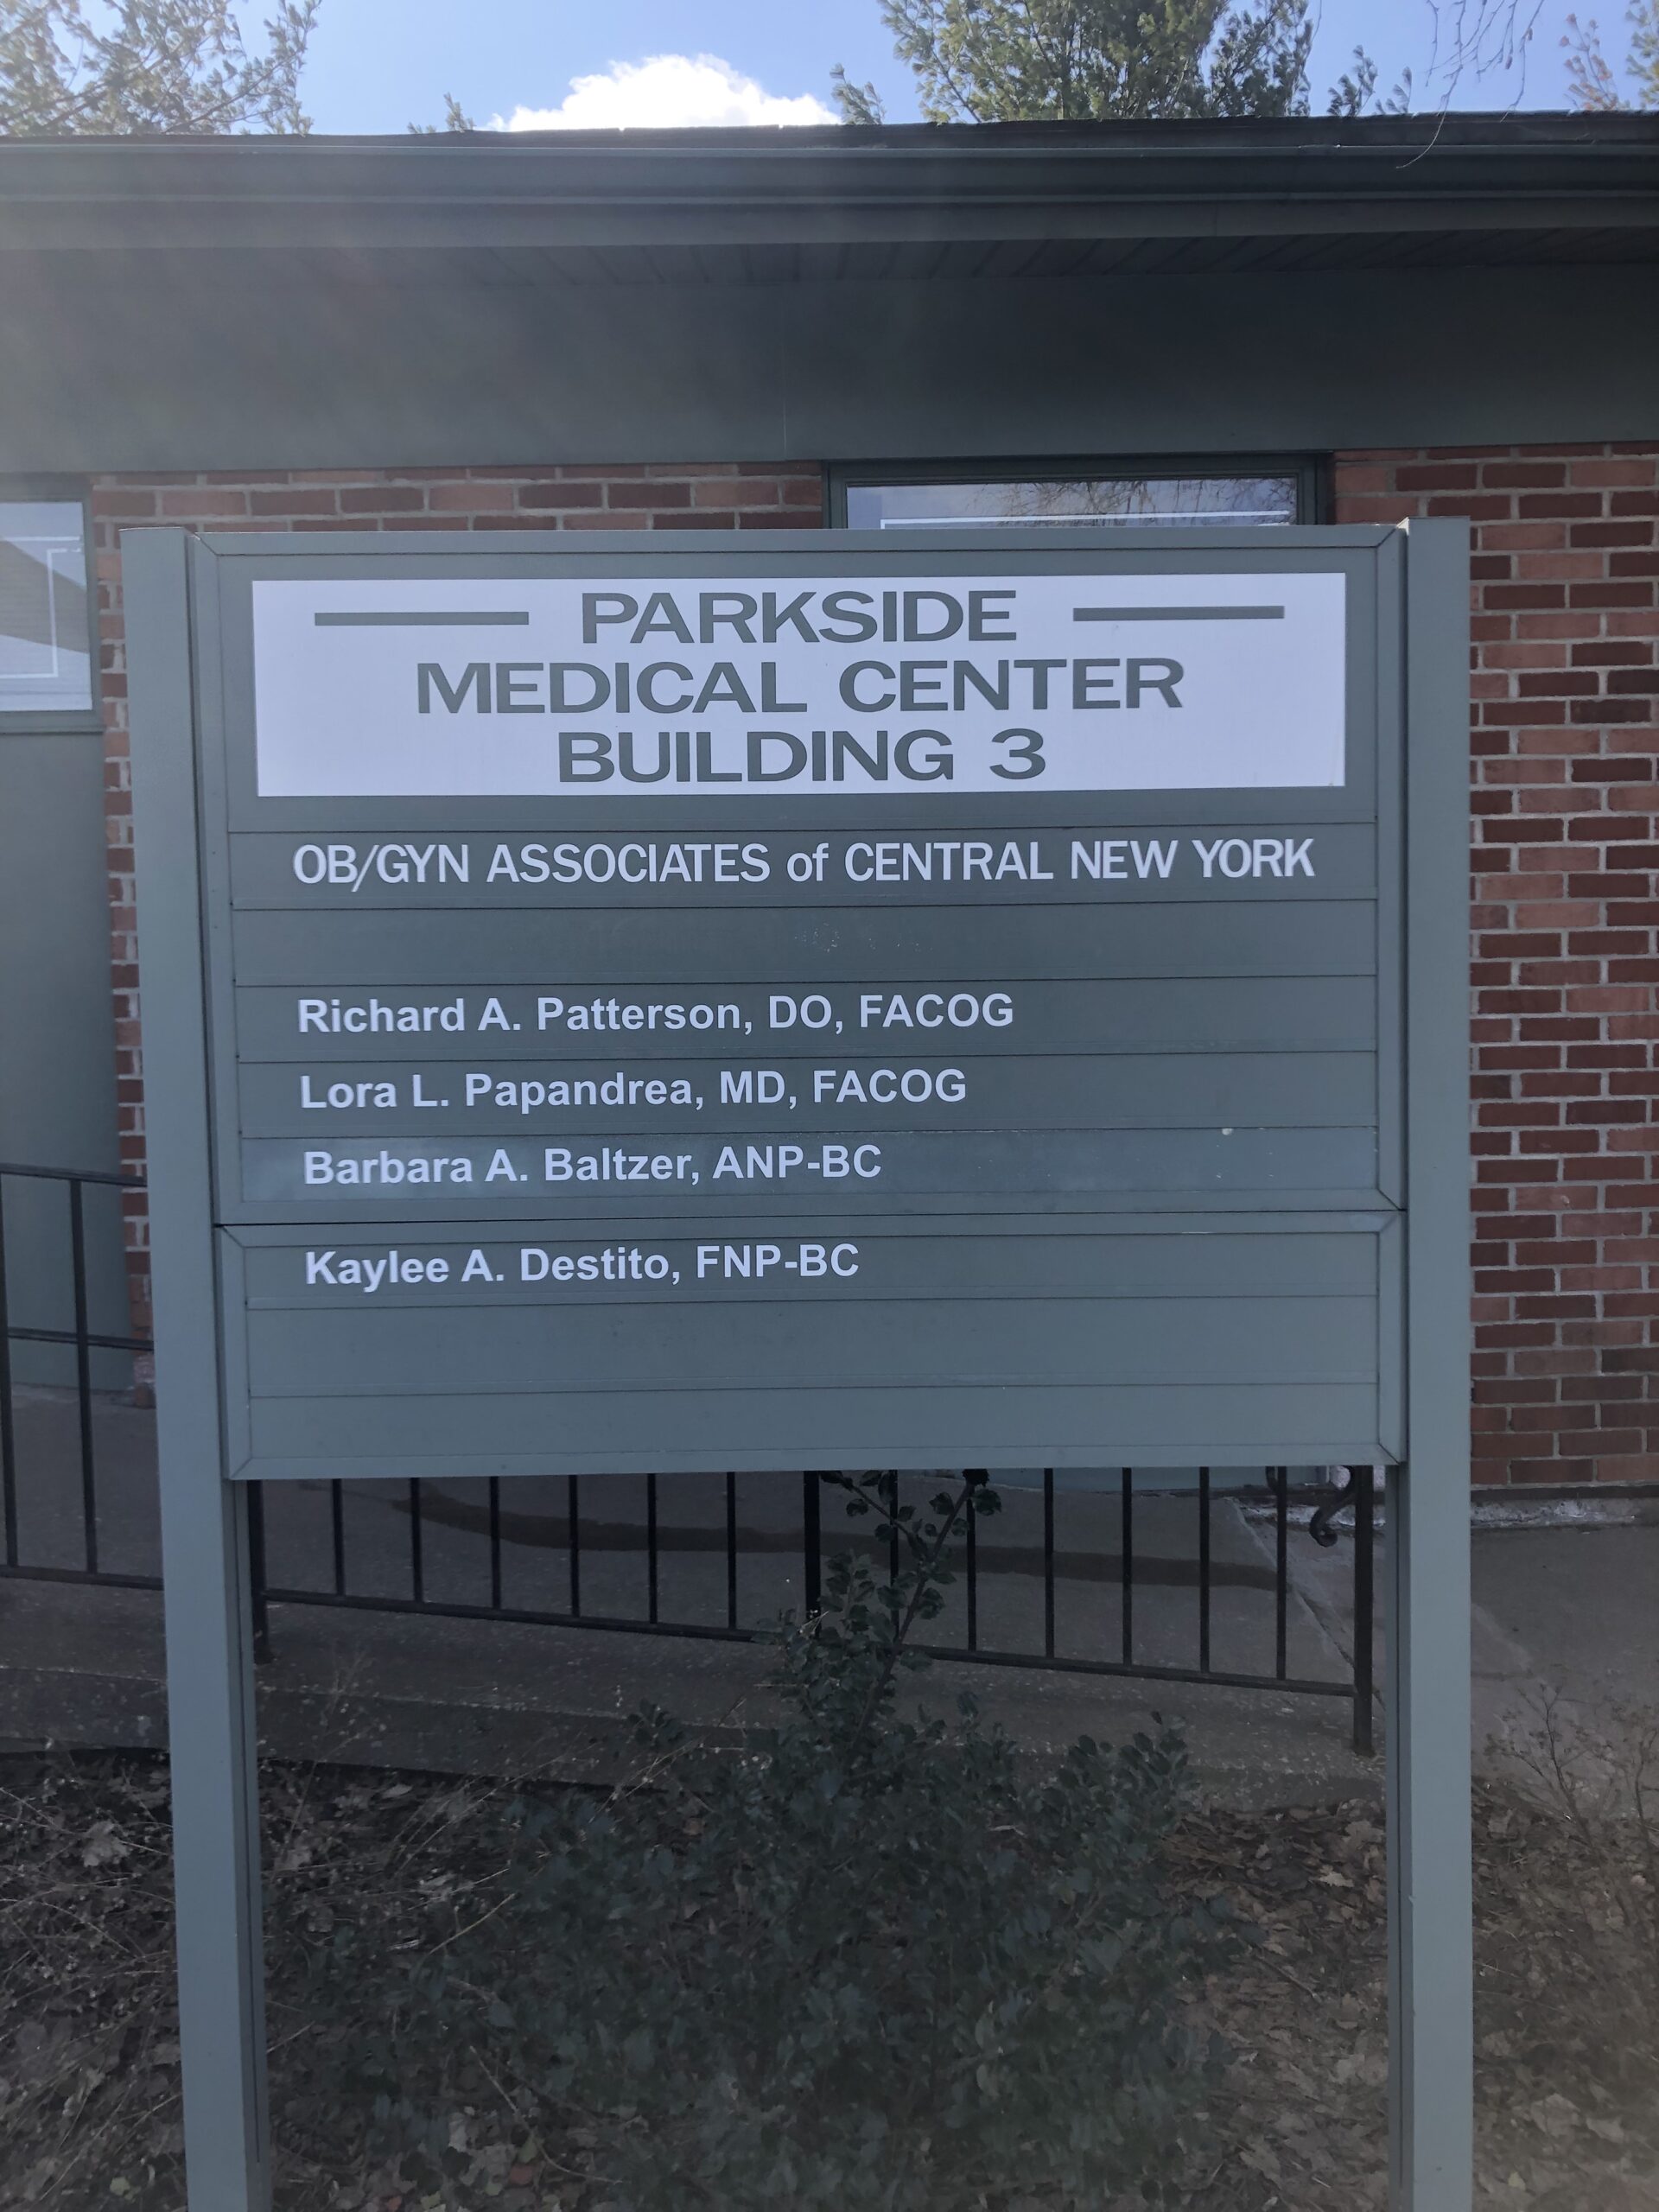 PARKSIDE
MEDICAL CENTER
BUILDING 3
OB/GYN ASSOCIATES of CENTRAL NEW YORK
Richard A. Patterson, DO, FACOG
Lora L. Papandrea, MD, FACOG
Barbara A. Baltzer, ANP-BC
Kaylee A. Destito, FNP-BC